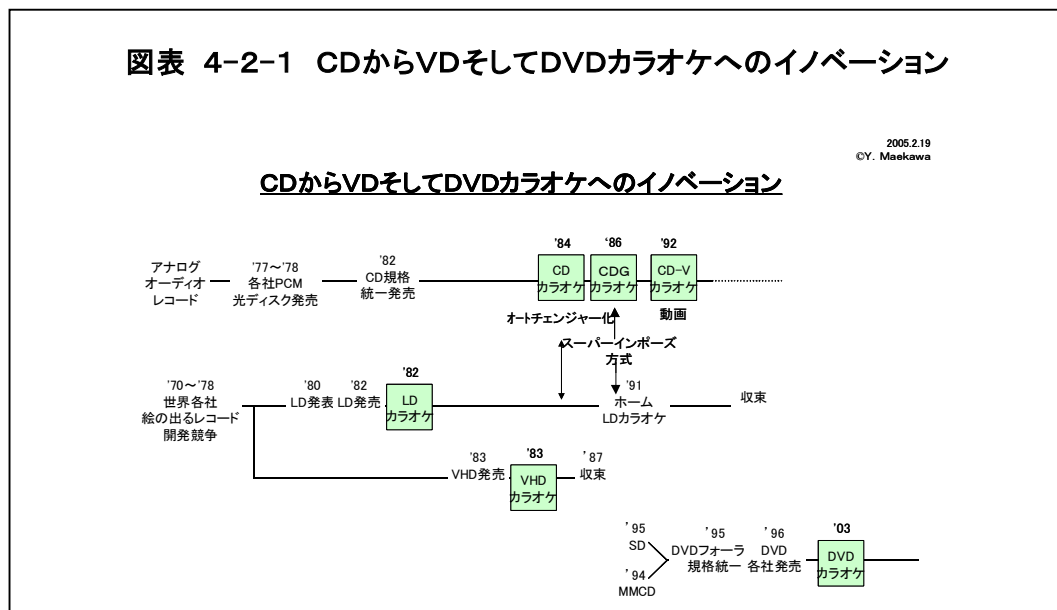 図表 4-2-1 CDからVDそしてDVDカラオケへのイノベーション
2005.2.19
©Y. Maekawa
CDからVDそしてDVDカラオケへのイノベーション
アナログ
オーディオ
レコード
'77～'78
各社PCM
光ディスク発売
'82
CD規格
統一発売
'84
CD
カラオケ
‘86
CDG
カラオケ
'92
CD-V
カラオケ
オートチェンジャー化
動画
スーパーインポーズ
方式
'70～'78
世界各社
絵の出るレコード
開発競争
'80
LD発表
'82
LD発売
'82
LD
カラオケ
'91
ホーム
LDカラオケ
収束
'83
VHD発売
'83
VHD
カラオケ
’87
収束
’95
SD
’94
MMCD
’95
DVDフォーラ
規格統一
’96
DVD
各社発売
'03
DVD
カラオケ